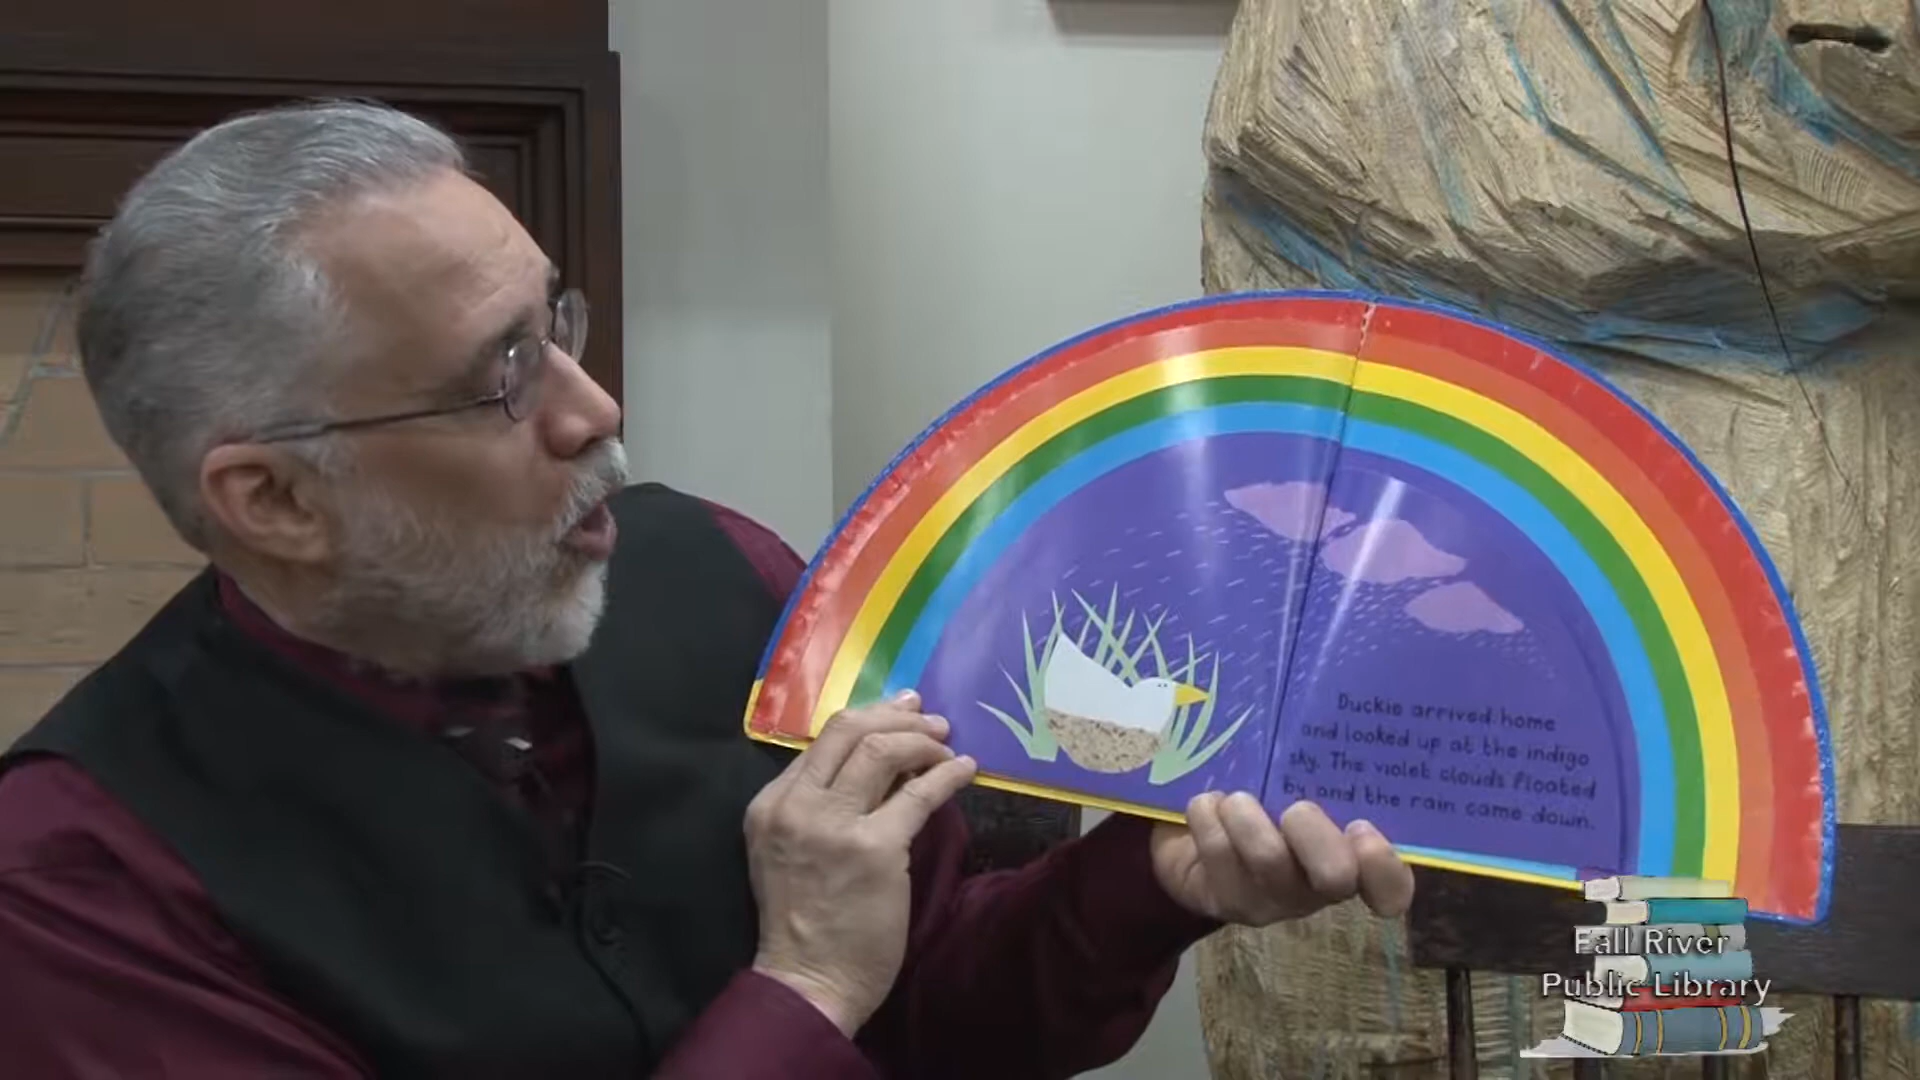 Duckie arrived home
and looked up at the indigo
sky. The violet clouds floated
by and the rain came down.
Fall River
Public Library